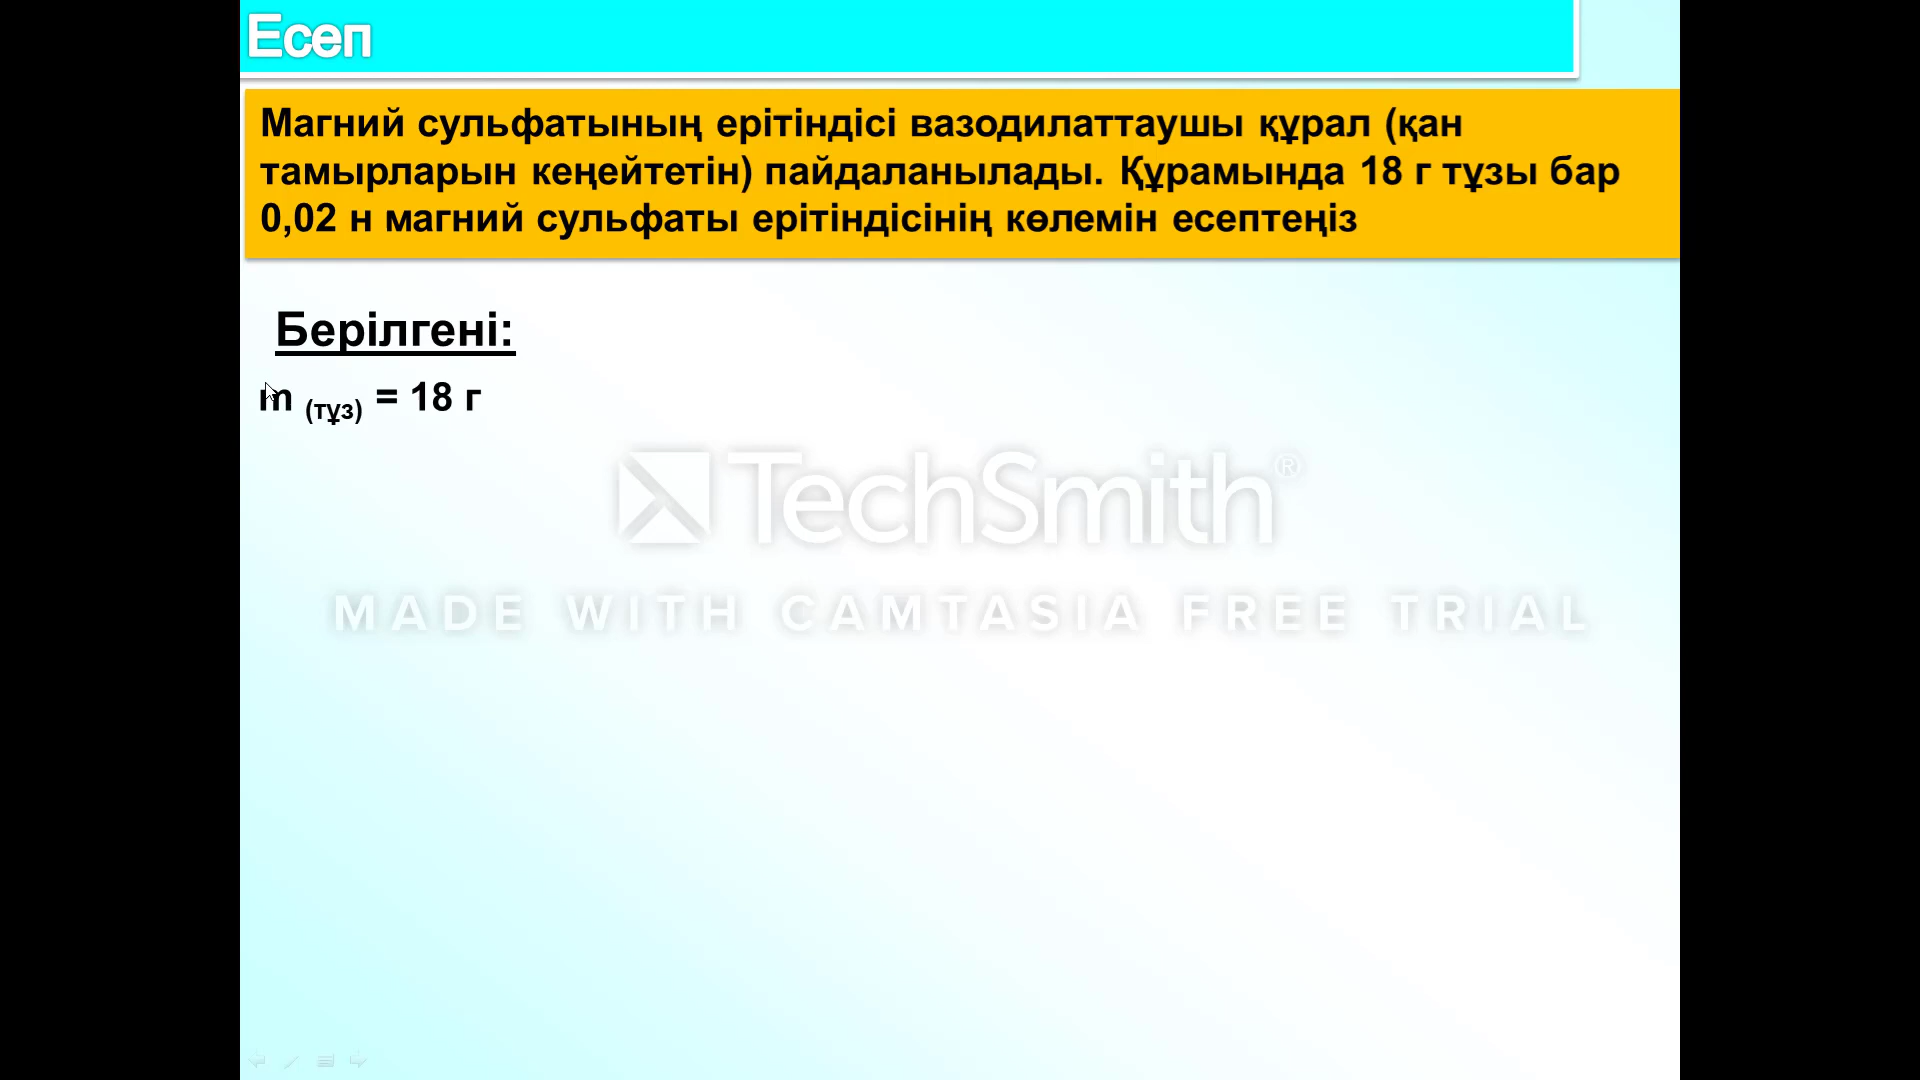 Есеп
Магний сульфатының ерітіндісі вазодилаттаушы құрал (қан
тамырларын кеңейтетін) пайдаланылады. Құрамында 18 г тұзы бар
0,02 н магний сульфаты ерітіндісінің көлемін есептеңіз
Берілгені:
m (тұз) = 18 г
TechSmith®
MADE WITH CAMTASIA FREE TRIAL